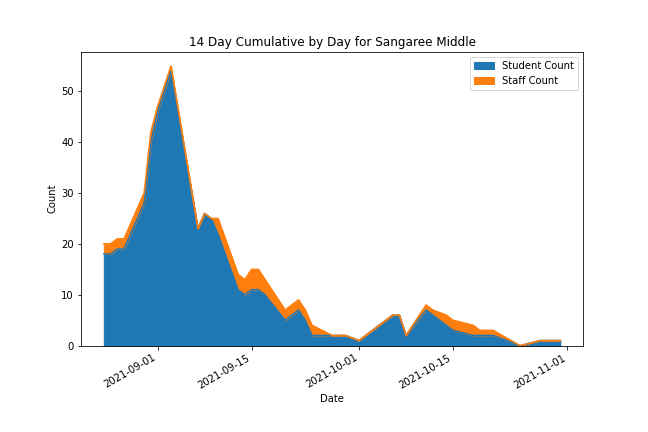 14 Day Cumulative by Day for Sangaree Middle
Student Count
Staff Count
50
40
30
20
10
0
Count
2021-09-01
2021-09-15
2021-10-01
2021-10-15
2021-11-01
Date